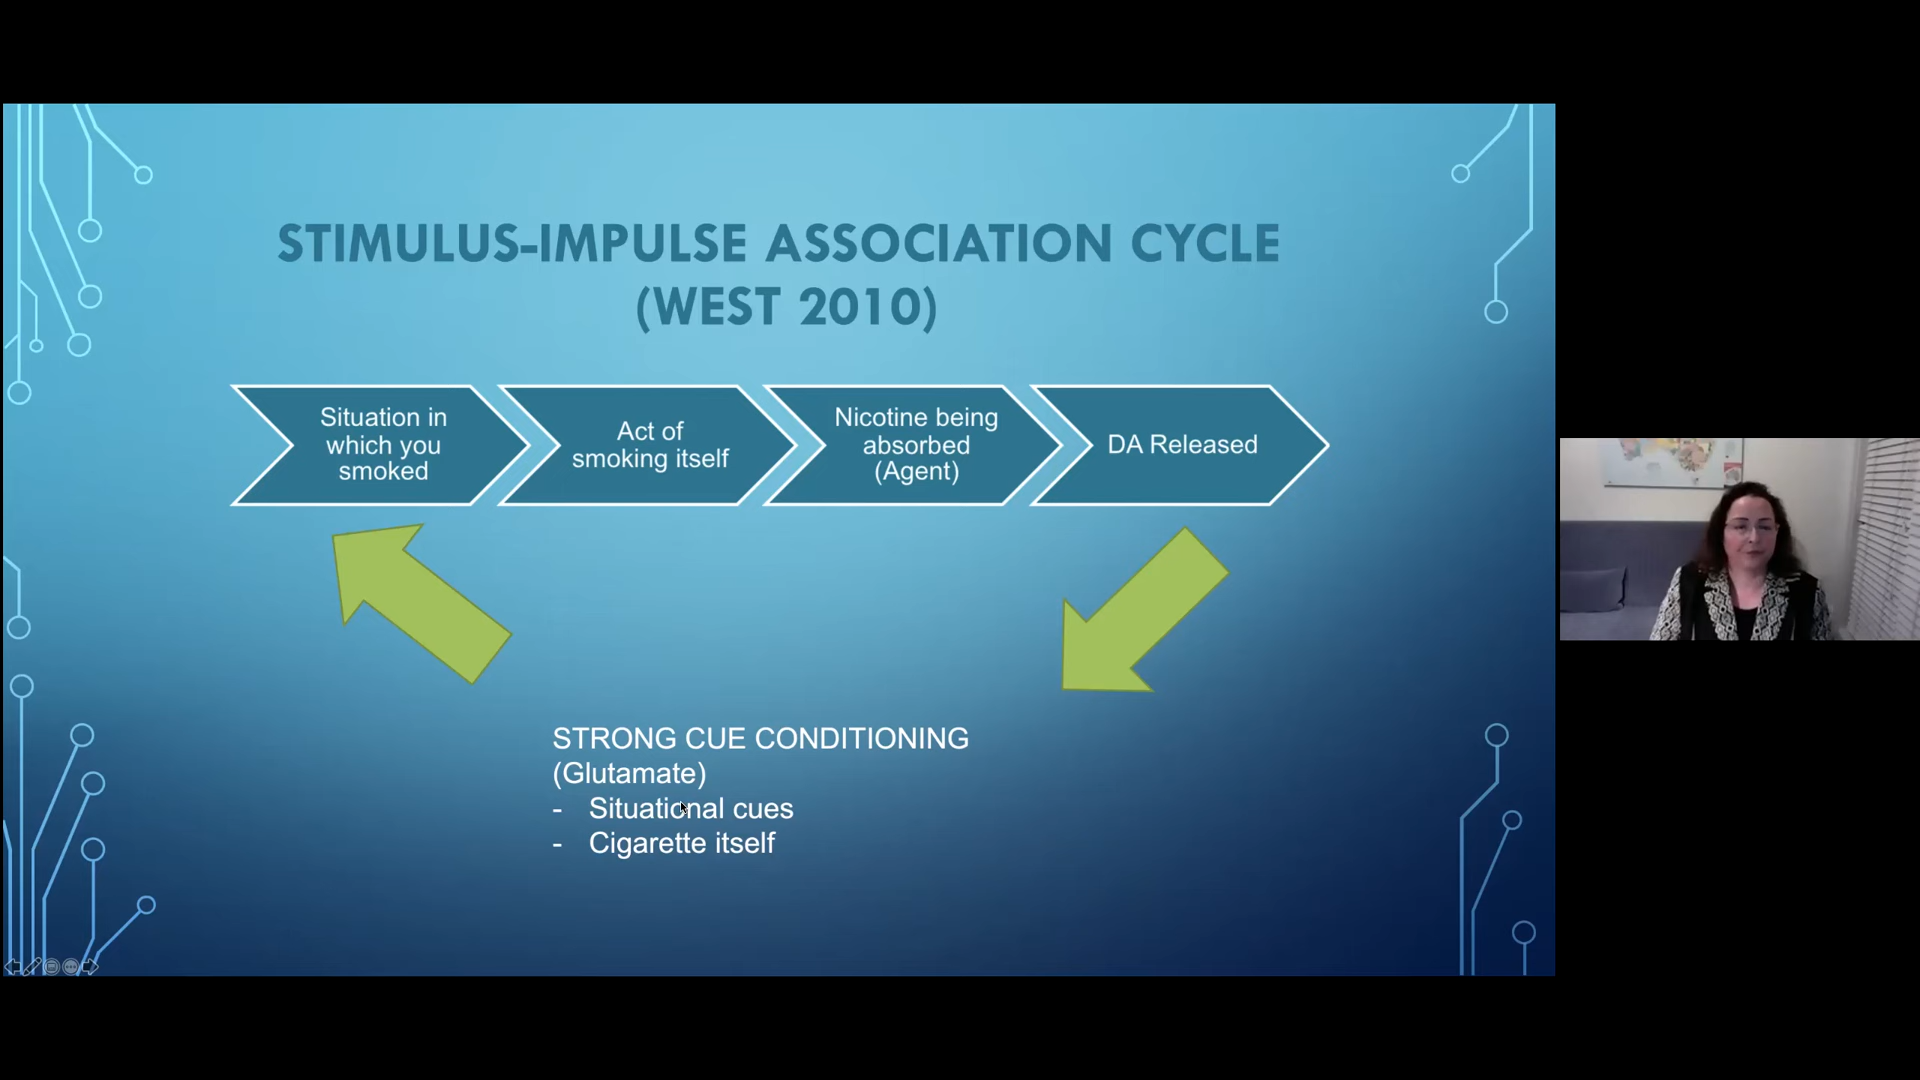 STIMULUS-IMPULSE ASSOCIATION CYCLE
(WEST 2010)
Situation in
which you
smoked
Act of
smoking itself
Nicotine being
absorbed
(Agent)
DA Released
STRONG CUE CONDITIONING
(Glutamate)
- Situational cues
- Cigarette itself